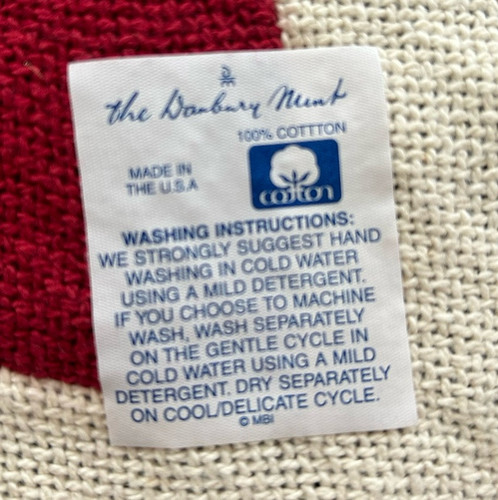 the Danbury Mint
100% COTTTON
MADE IN
THE U.S.A
cotton
WASHING INSTRUCTIONS:
WE STRONGLY SUGGEST HAND
WASHING IN COLD WATER
USING A MILD DETERGENT.
IF YOU CHOOSE TO MACHINE
WASH, WASH SEPARATELY
ON THE GENTLE CYCLE IN
COLD WATER USING A MILD
DETERGENT. DRY SEPARATELY
ON COOL/DELICATE CYCLE.
© MBI